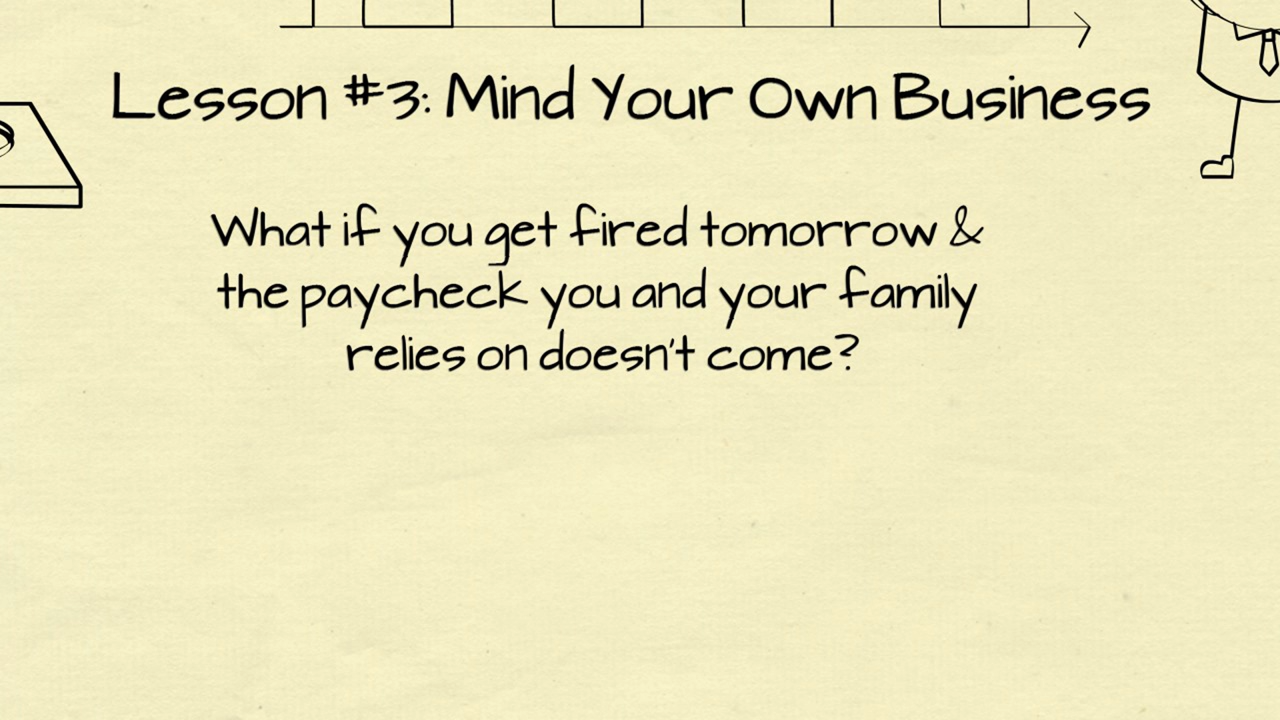 Lesson #3: Mind Your Own Business
What if you get fired tomorrow &
the paycheck you and your family
relies on doesn't come?